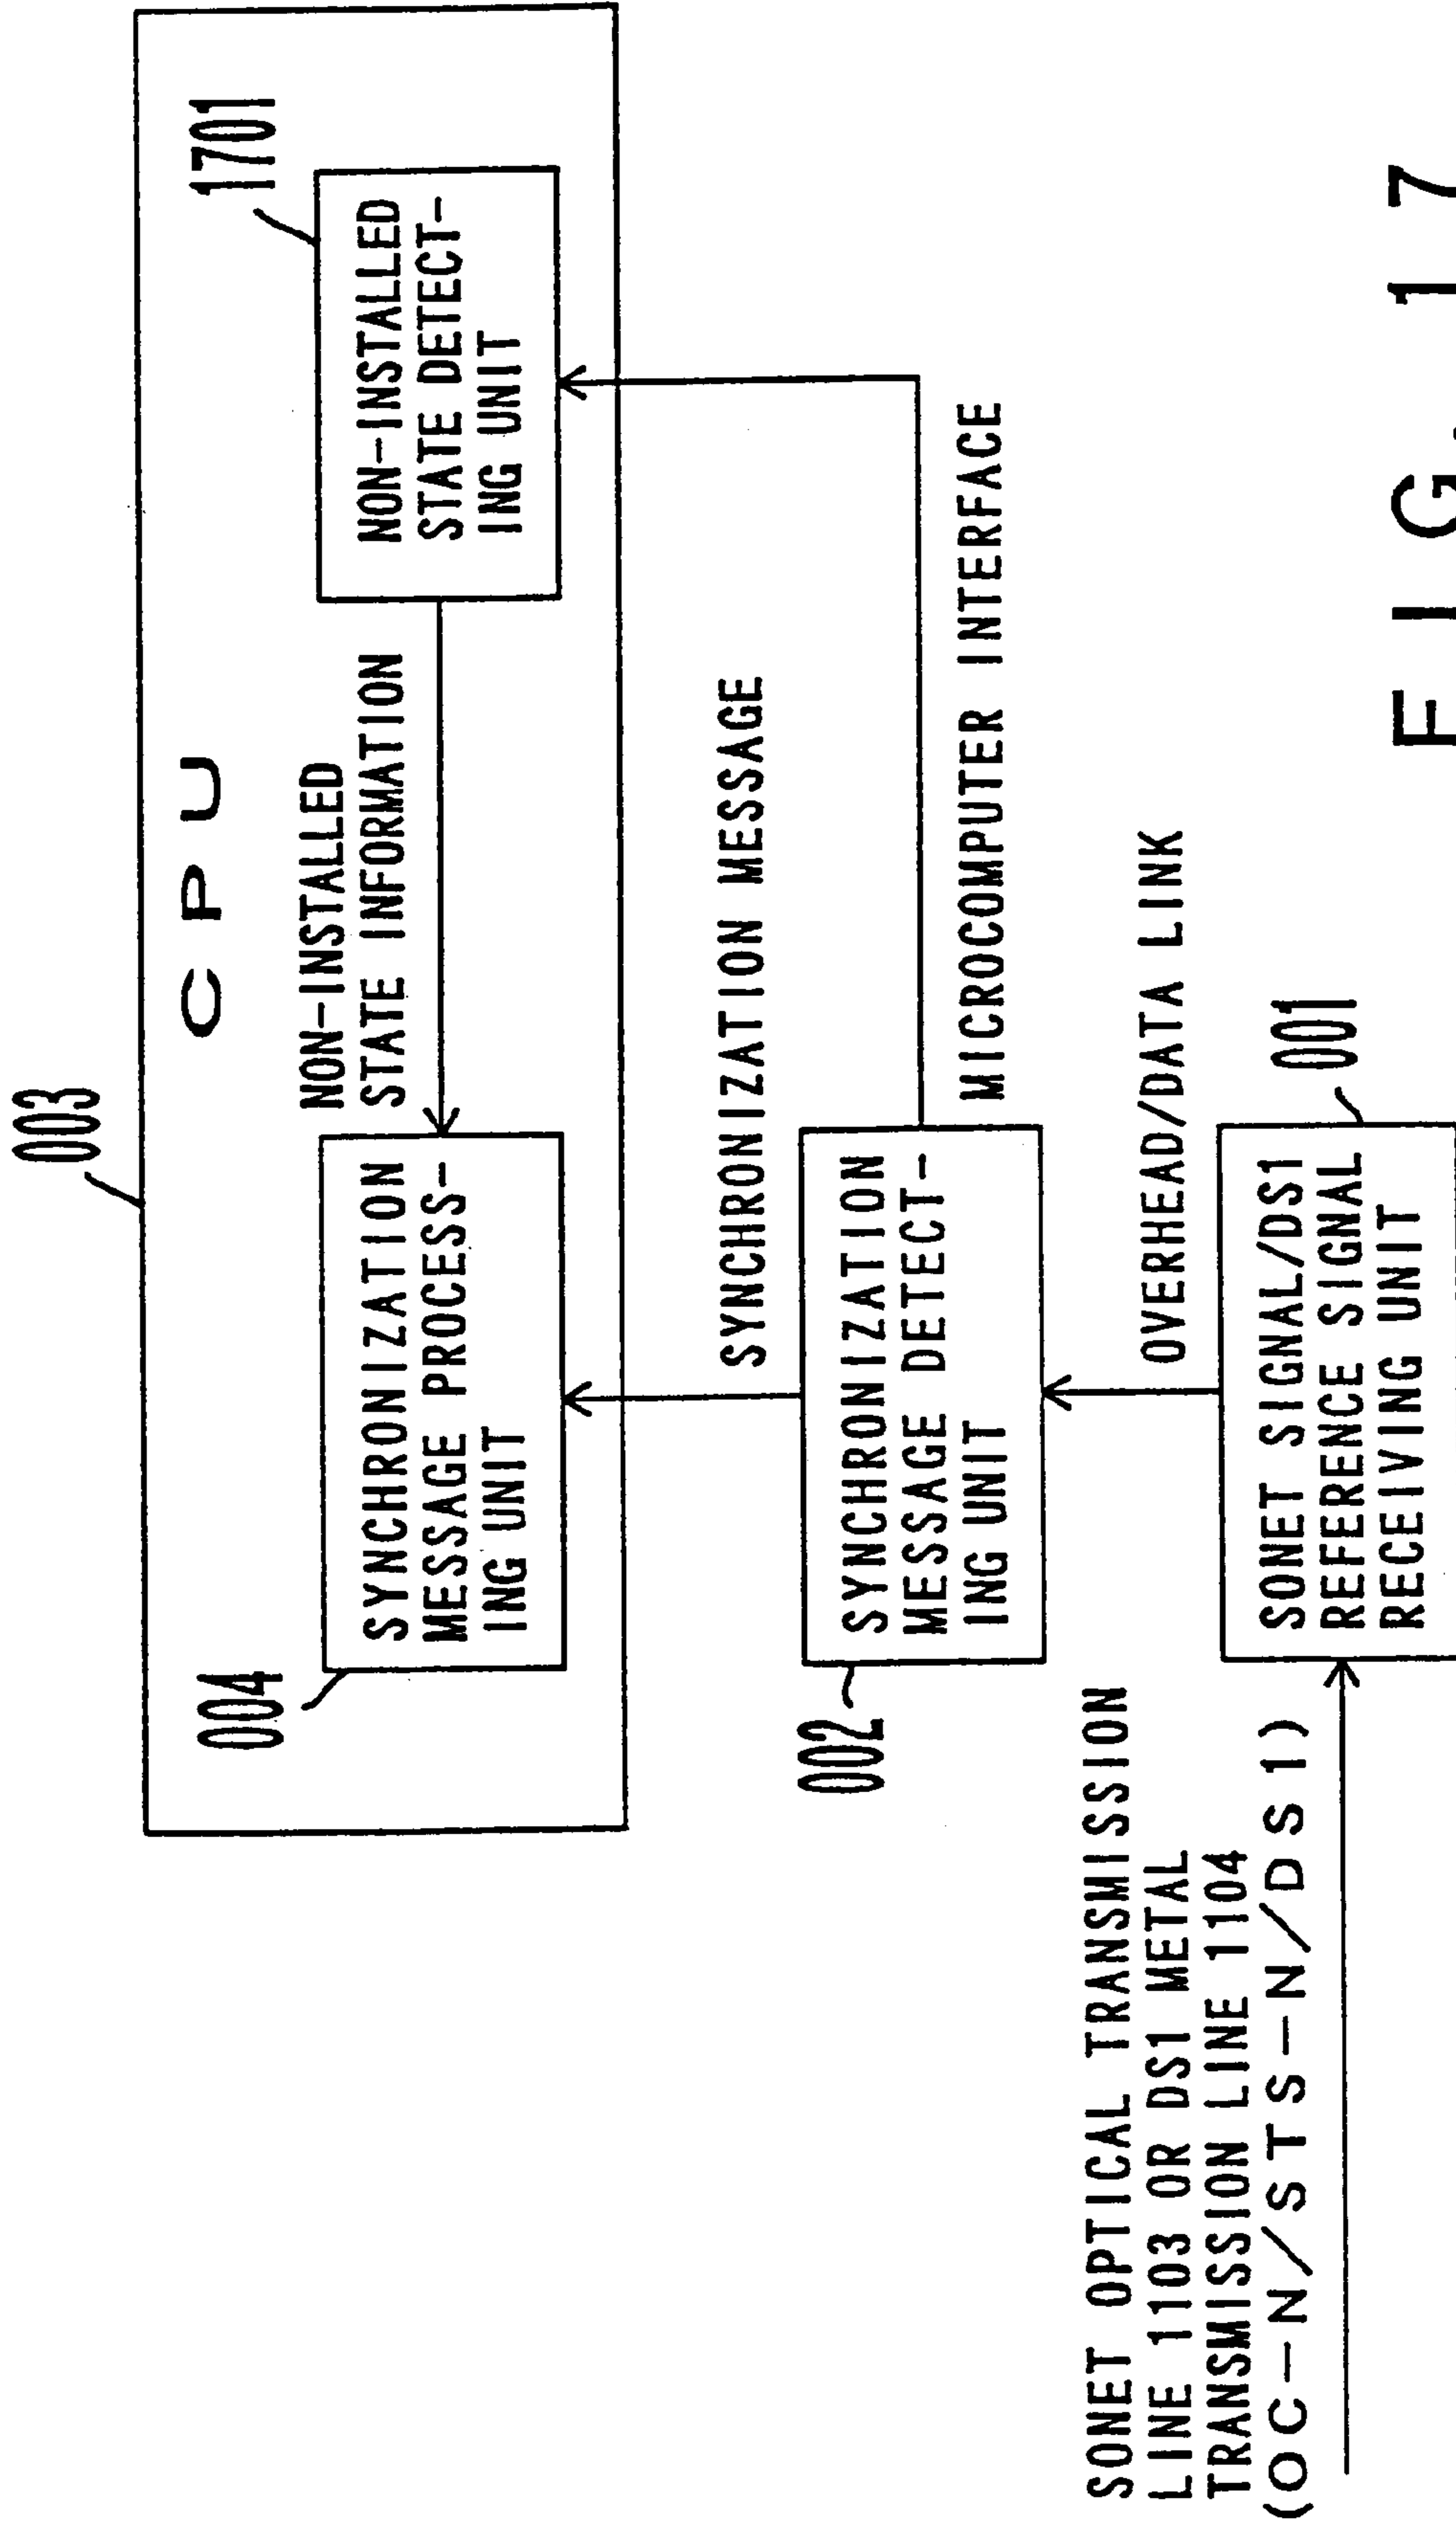 003
CPU
004
SYNCHRONIZATION
MESSAGE PROCESS-
ING UNIT
NON-INSTALLED
STATE INFORMATION
1701
NON-INSTALLED
STATE DETECT-
ING UNIT
SYNCHRONIZATION MESSAGE
002
SYNCHRONIZATION
MESSAGE DETECT-
ING UNIT
MICROCOMPUTER INTERFACE
OVERHEAD/DATA LINK
SONET OPTICAL TRANSMISSION
LINE 1103 OR DS1 METAL
TRANSMISSION LINE 1104
(OC-N/STS-N/DS1)
001
SONET SIGNAL/DS1
REFERENCE SIGNAL
RECEIVING UNIT
FIG. 17